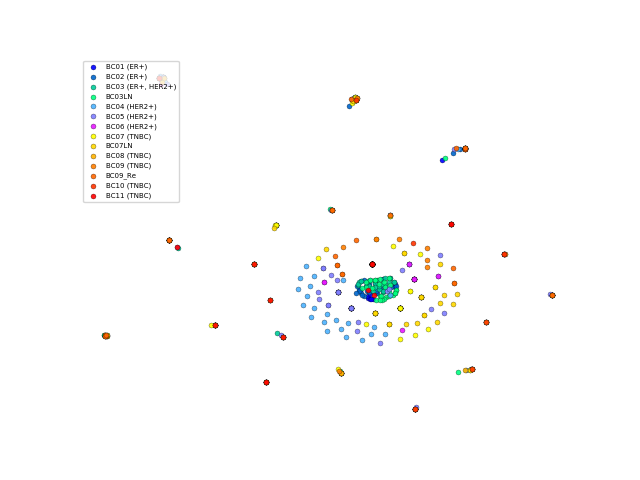 BC01 (ER+)
BC02 (ER+)
BC03 (ER+, HER2+)
BC03LN
BC04 (HER2+)
BC05 (HER2+)
BC06 (HER2+)
BC07 (TNBC)
BC07LN
BC08 (TNBC)
BC09 (TNBC)
BC09_Re
BC10 (TNBC)
BC11 (TNBC)